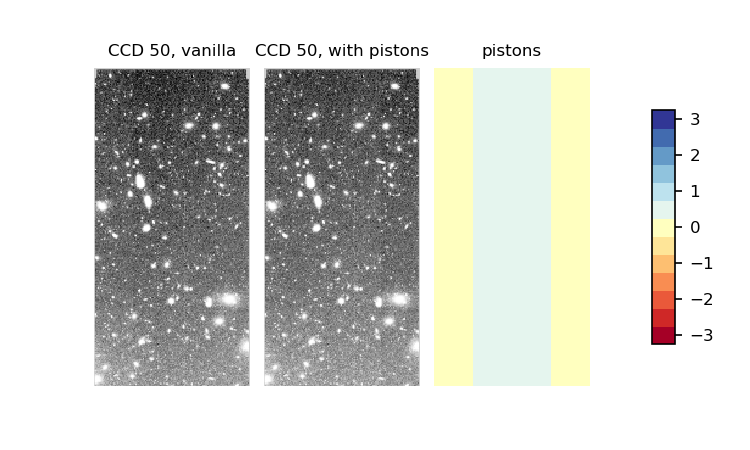 CCD 50, vanilla
CCD 50, with pistons
pistons
3
2
1
0
−1
−2
−3